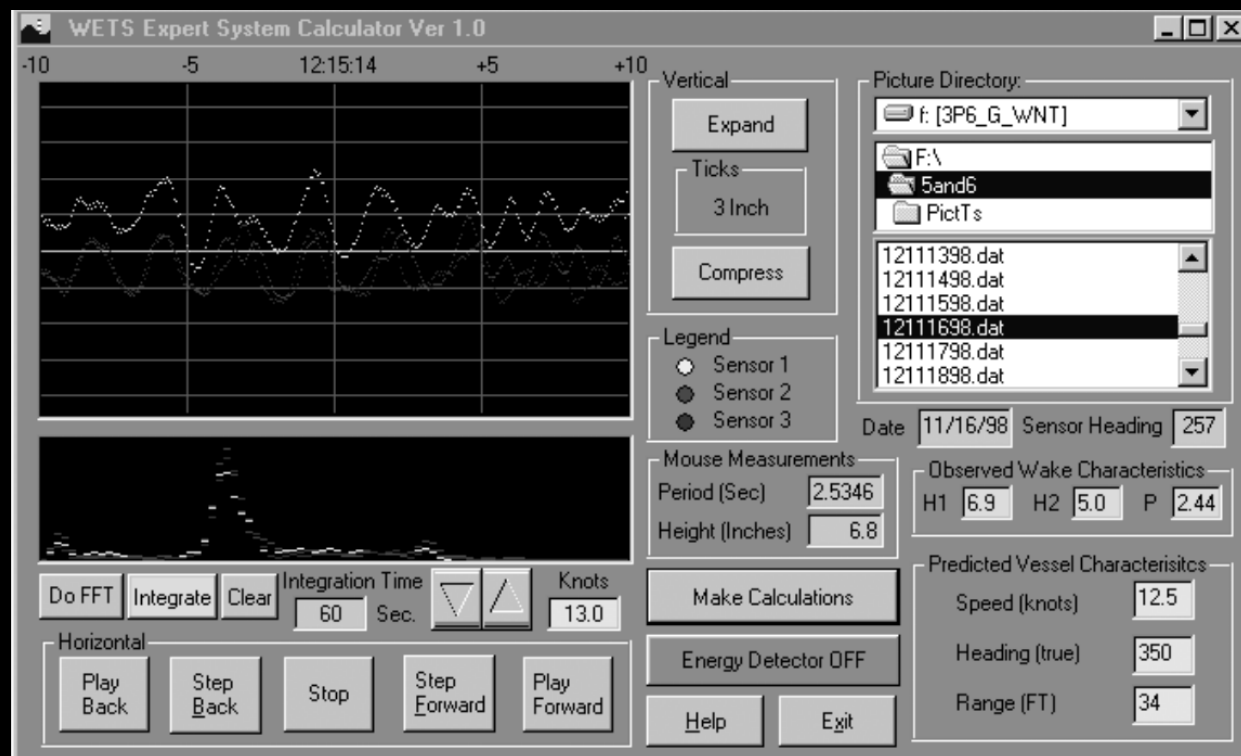 WETS Expert System Calculator Ver 1.0
-10 -5 12:15:14 +5 +10
Vertical
Expand
Ticks
3 Inch
Compress
Legend
Sensor 1
Sensor 2
Sensor 3
Picture Directory:
f: [3P6_G_WNT]
F:\
5and6
PictTs
12111398.dat
12111498.dat
12111598.dat
12111698.dat
12111798.dat
12111898.dat
Date 11/16/98 Sensor Heading 257
Mouse Measurements
Period (Sec) 2.5346
Height (Inches) 6.8
Observed Wake Characteristics
H1 6.9 H2 5.0 P 2.44
Do FFT Integrate Clear
Integration Time
60 Sec.
Knots
13.0
Make Calculations
Energy Detector OFF
Help Exit
Predicted Vessel Characterisitcs
Speed (knots) 12.5
Heading (true) 350
Range (FT) 34
Horizontal
Play
Back
Step
Back
Stop
Step
Forward
Play
Forward